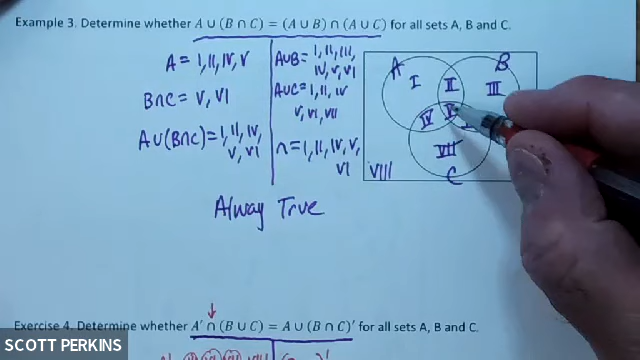 Example 3. Determine whether A ∪ (B ∩ C) = (A ∪ B) ∩ (A ∪ C) for all sets A, B and C.
A = I, II, IV, V
B∩C = V, VI
A∪(B∩C) = I, II, IV,
V, VI
A∪B = I, II, III,
IV, V, VI
A∪C = I, II, IV
V, VI, VII
∩ = I, II, IV, V,
VI
A
B
I
II
III
IV
V
VII
C
VIII
Alway True
Exercise 4. Determine whether A′ ∩ (B ∪ C) = A ∪ (B ∩ C)′ for all sets A, B and C.
SCOTT PERKINS